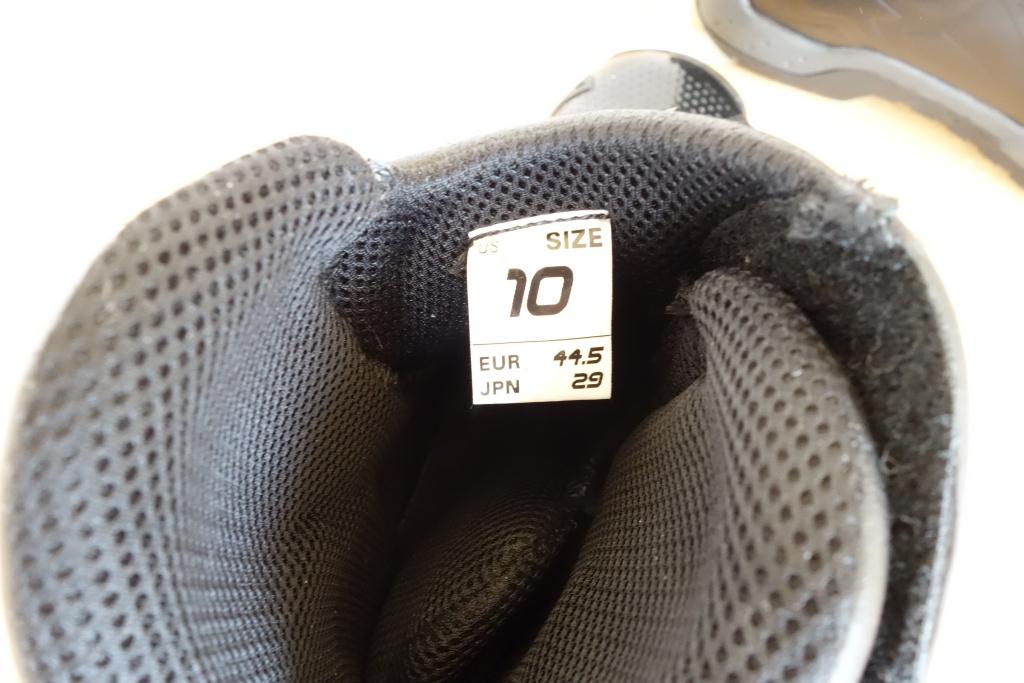 US SIZE
10
EUR 44.5
JPN 29